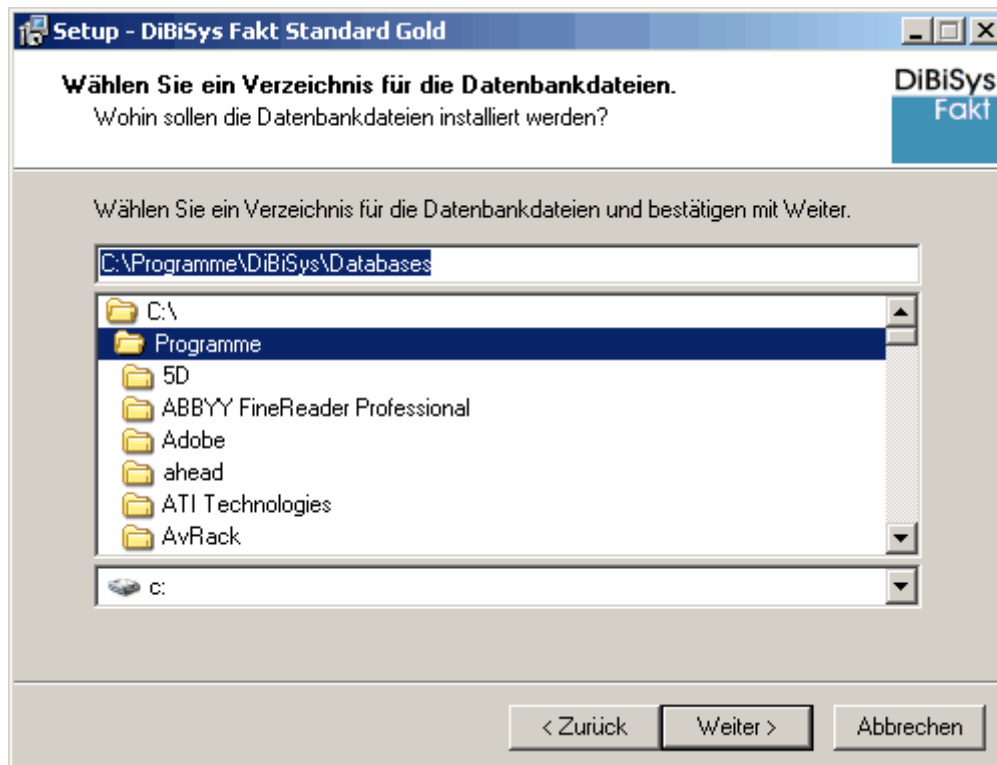 Setup - DiBiSys Fakt Standard Gold
Wählen Sie ein Verzeichnis für die Datenbankdateien.
Wohin sollen die Datenbankdateien installiert werden?
DiBiSys
Fakt
Wählen Sie ein Verzeichnis für die Datenbankdateien und bestätigen mit Weiter.
C:\Programme\DiBiSys\Databases
C:\
Programme
5D
ABBYY FineReader Professional
Adobe
ahead
ATI Technologies
AvRack
c:
< Zurück
Weiter >
Abbrechen